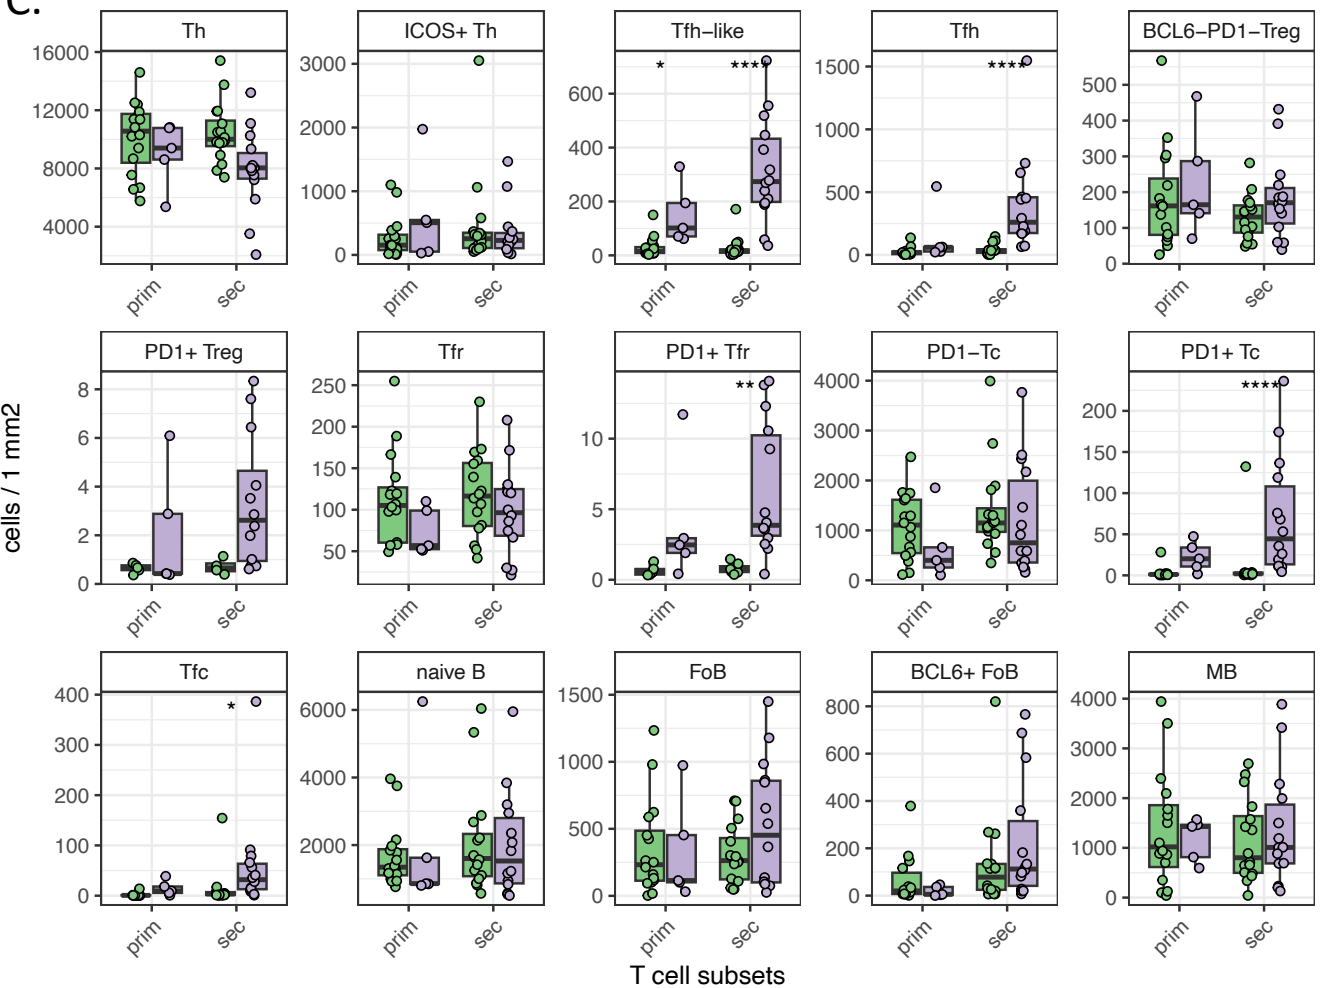 C.
Th ICOS+ Th Tfh−like Tfh BCL6−PD1−Treg
16000 12000 8000 4000
3000 2000 1000 0
600 400 200 0
* ****
1500 1000 500 0
****
500 400 300 200 100 0
prim sec prim sec prim sec prim sec prim sec
PD1+ Treg Tfr PD1+ Tfr PD1−Tc PD1+ Tc
cells / 1 mm2
8 6 4 2 0
250 200 150 100 50
10 5 0
**
4000 3000 2000 1000 0
200 150 100 50 0
****
prim sec prim sec prim sec prim sec prim sec
Tfc naive B FoB BCL6+ FoB MB
400 300 200 100 0
*
6000 4000 2000
1500 1000 500 0
800 600 400 200 0
4000 3000 2000 1000 0
prim sec prim sec prim sec prim sec prim sec
T cell subsets